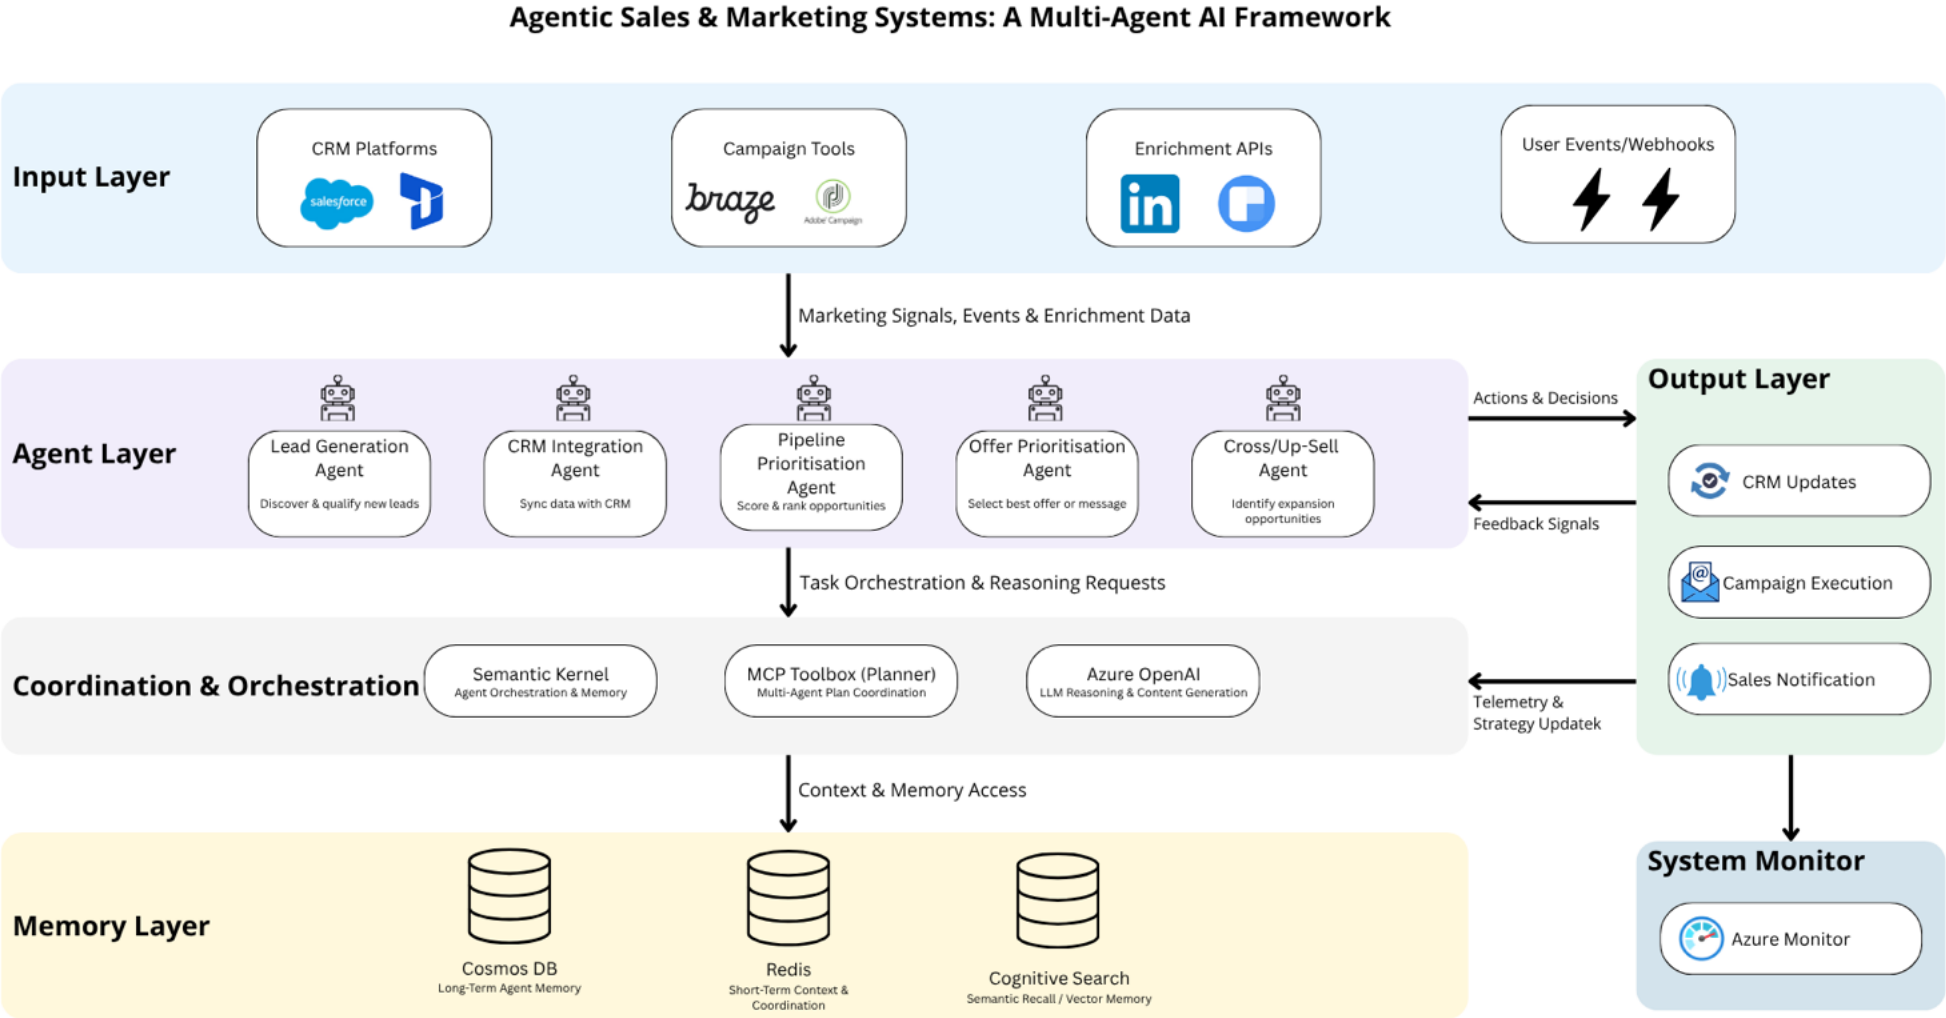 Agentic Sales & Marketing Systems: A Multi-Agent AI Framework
Input Layer
CRM Platforms
salesforce
Campaign Tools
braze
Adobe Campaign
Enrichment APIs
in
User Events/Webhooks
Marketing Signals, Events & Enrichment Data
Agent Layer
Lead Generation
Agent
Discover & qualify new leads
CRM Integration
Agent
Sync data with CRM
Pipeline
Prioritisation
Agent
Score & rank opportunities
Offer Prioritisation
Agent
Select best offer or message
Cross/Up-Sell
Agent
Identify expansion
opportunities
Actions & Decisions
Feedback Signals
Output Layer
CRM Updates
@
Campaign Execution
Sales Notification
Task Orchestration & Reasoning Requests
Coordination & Orchestration
Semantic Kernel
Agent Orchestration & Memory
MCP Toolbox (Planner)
Multi-Agent Plan Coordination
Azure OpenAI
LLM Reasoning & Content Generation
Telemetry &
Strategy Updatek
Context & Memory Access
Memory Layer
Cosmos DB
Long-Term Agent Memory
Redis
Short-Term Context &
Coordination
Cognitive Search
Semantic Recall / Vector Memory
System Monitor
Azure Monitor